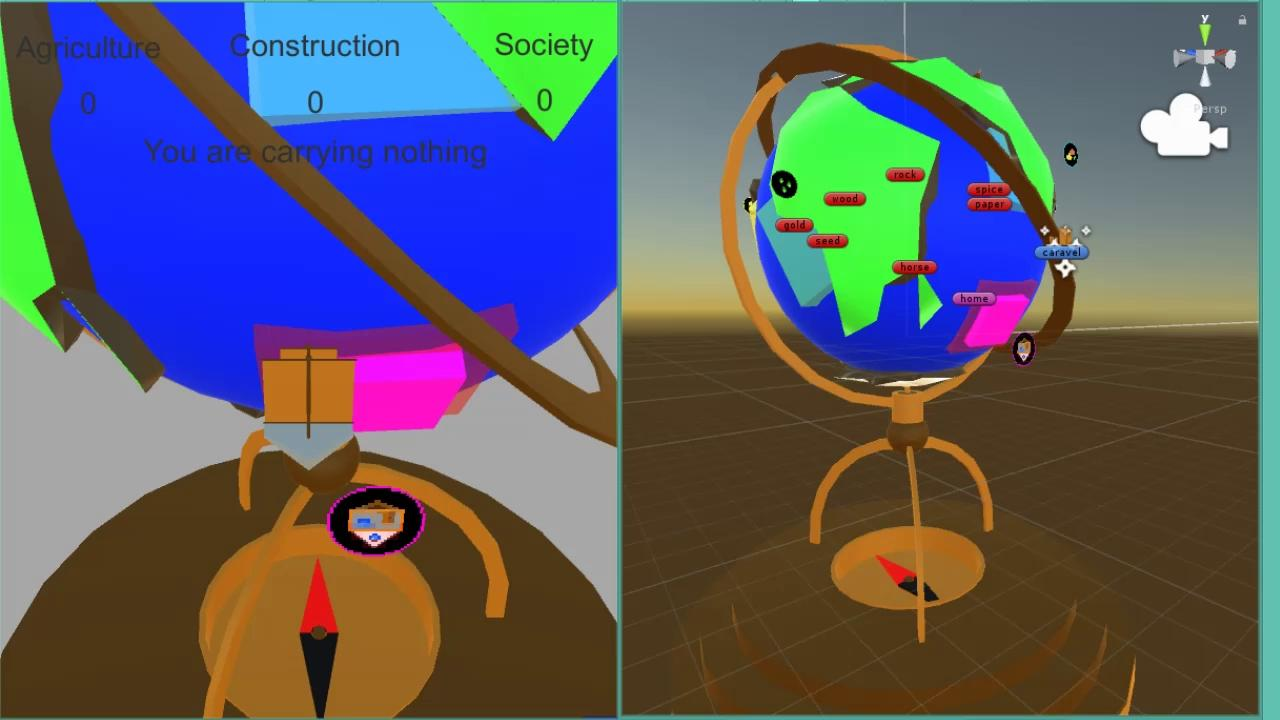 Agriculture Construction Society
0 0 0
You are carrying nothing
y
Persp
rock
spice
wood
paper
gold
seed
caravel
horse
home